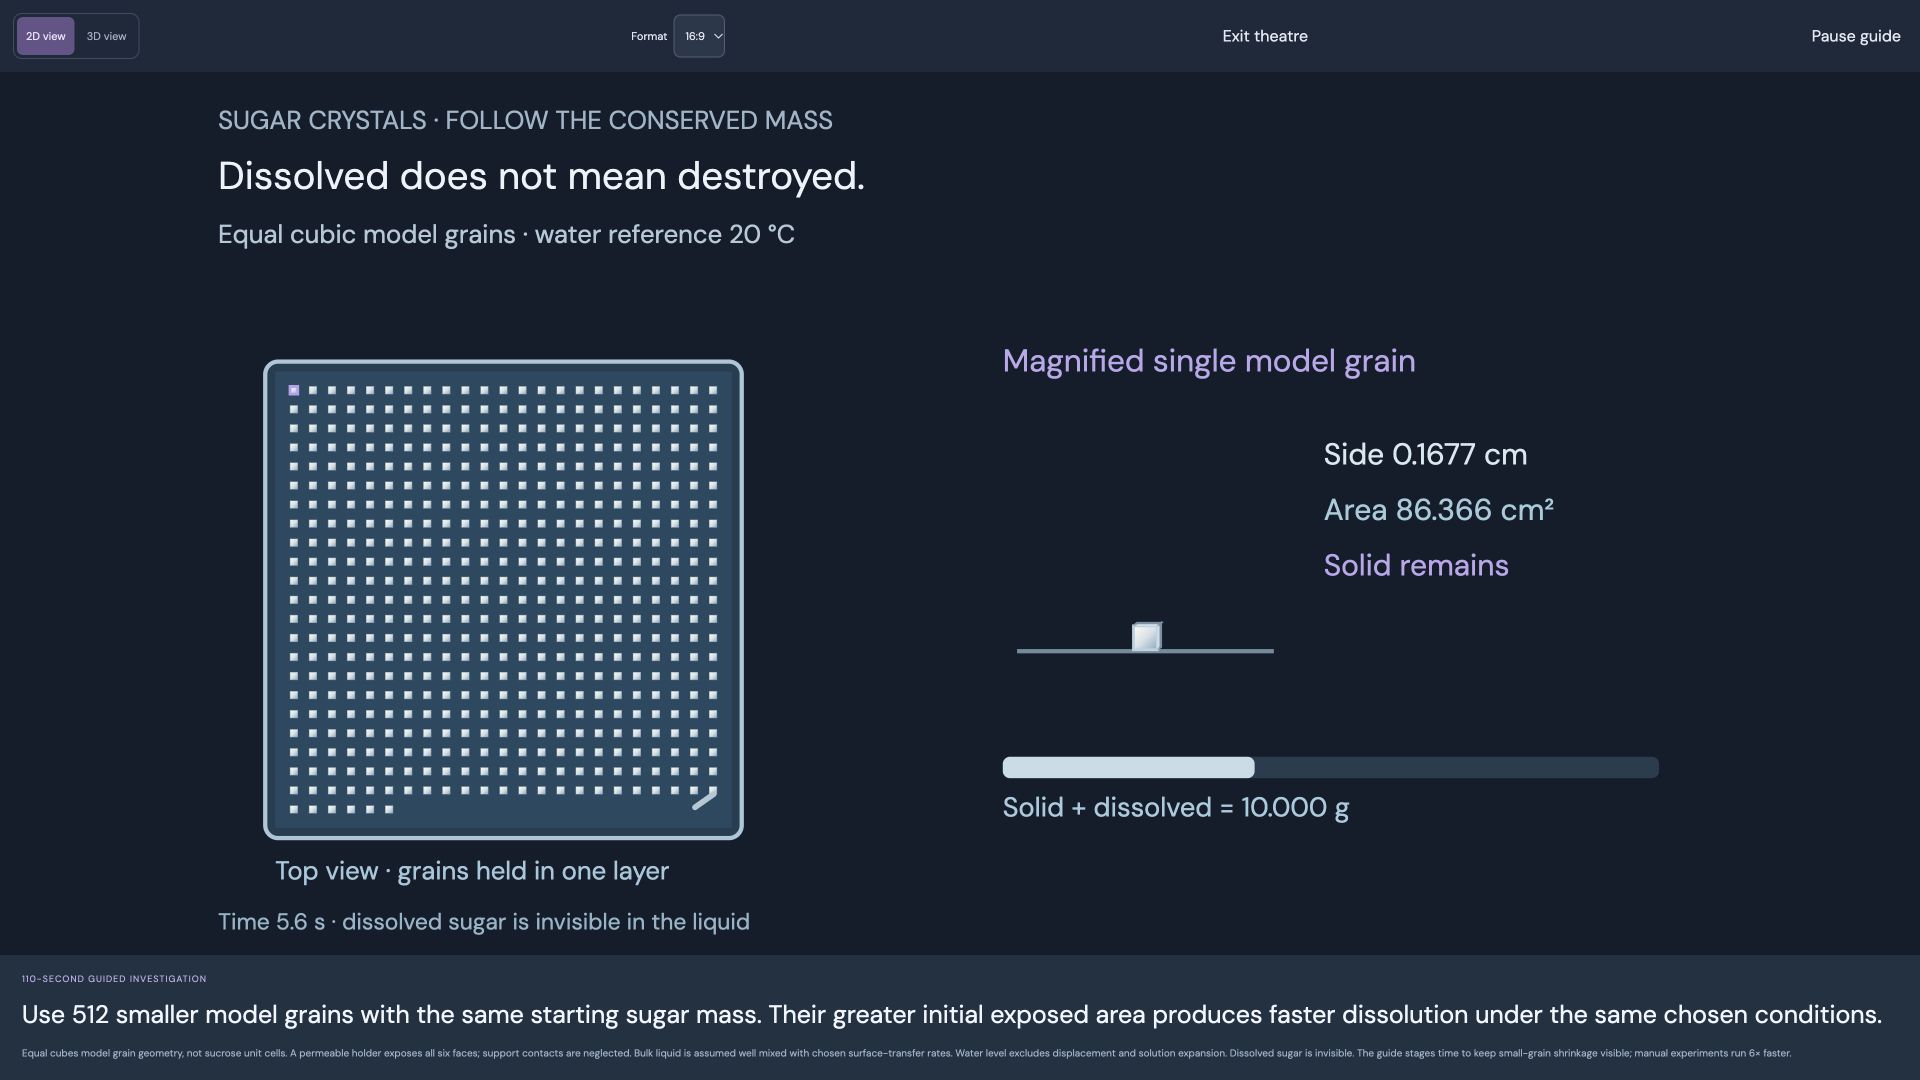 2D view
3D view
Format
16:9
Exit theatre
Pause guide
SUGAR CRYSTALS · FOLLOW THE CONSERVED MASS
Dissolved does not mean destroyed.
Equal cubic model grains · water reference 20 °C
Magnified single model grain
Side 0.1677 cm
Area 86.366 cm²
Solid remains
Solid + dissolved = 10.000 g
Top view · grains held in one layer
Time 5.6 s · dissolved sugar is invisible in the liquid
110-SECOND GUIDED INVESTIGATION
Use 512 smaller model grains with the same starting sugar mass. Their greater initial exposed area produces faster dissolution under the same chosen conditions.
Equal cubes model grain geometry, not sucrose unit cells. A permeable holder exposes all six faces; support contacts are neglected. Bulk liquid is assumed well mixed with chosen surface-transfer rates. Water level excludes displacement and solution expansion. Dissolved sugar is invisible. The guide stages time to keep small-grain shrinkage visible; manual experiments run 6× faster.